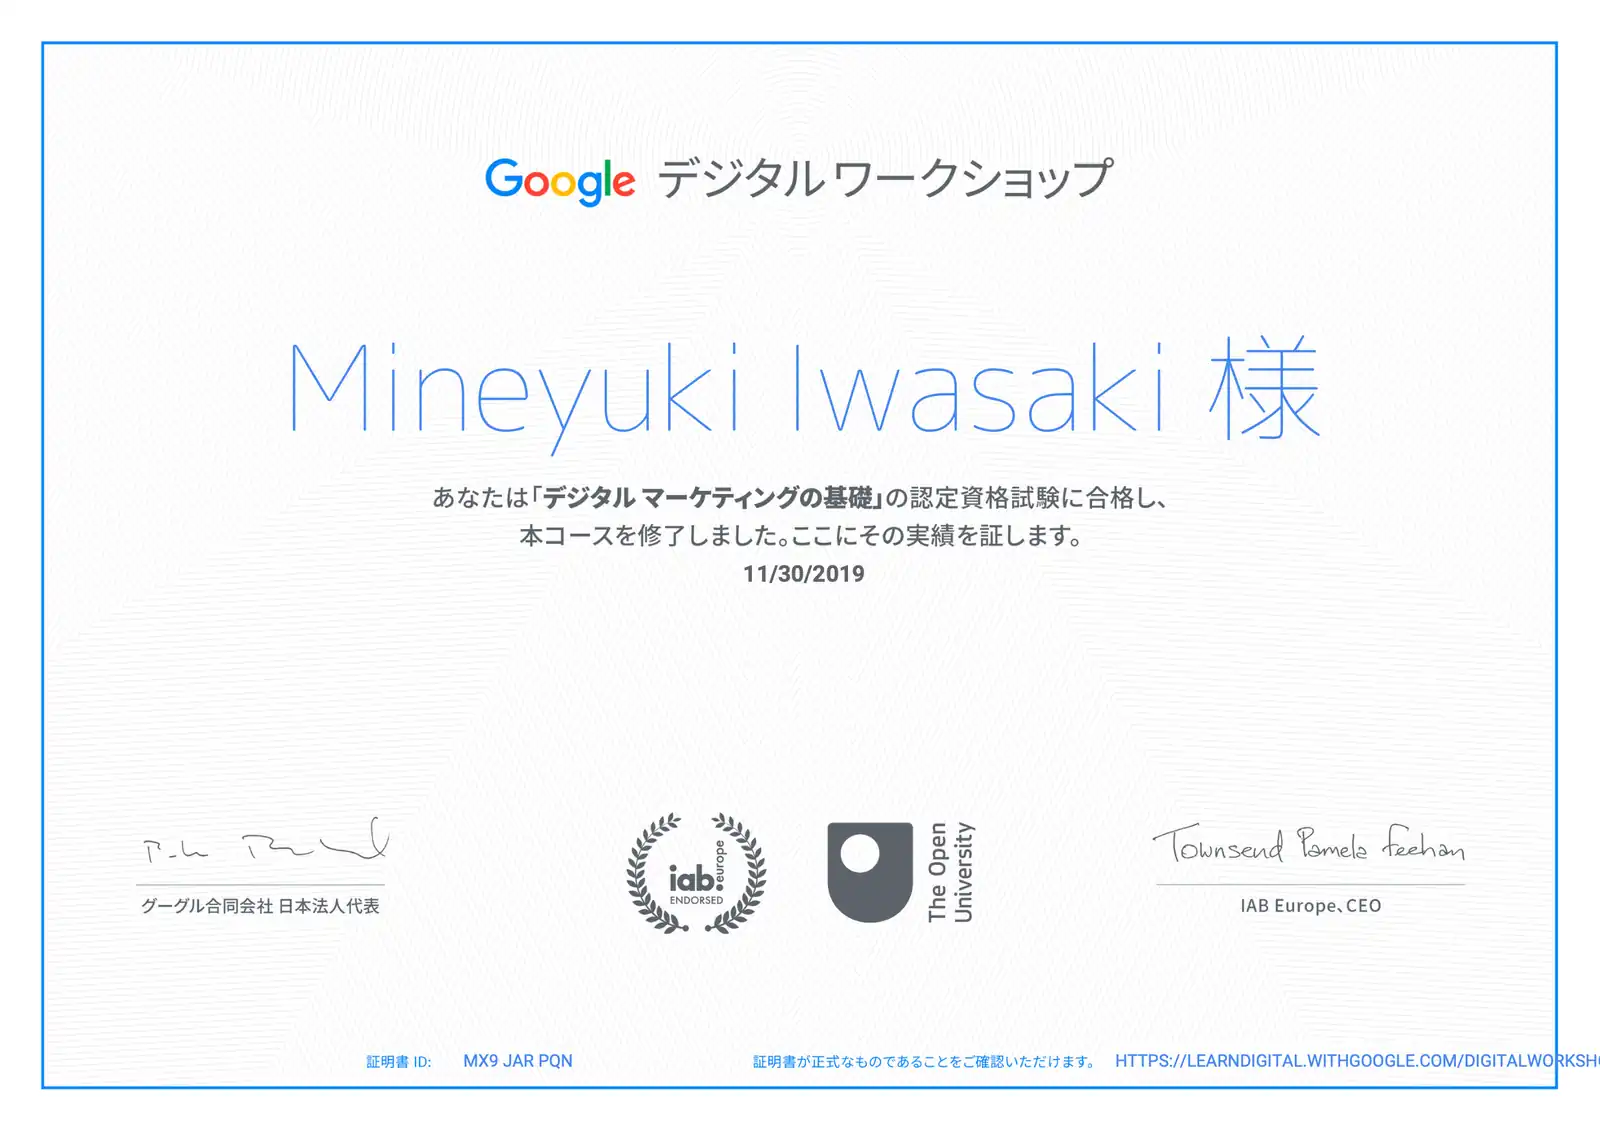 Google デジタル ワークショップ
Mineyuki Iwasaki 様
あなたは「デジタル マーケティングの基礎」の認定資格試験に合格し、
本コースを修了しました。ここにその実績を証します。
11/30/2019
iab.europe
ENDORSED
The Open
University
Townsend Pamela Feehan
グーグル合同会社 日本法人代表
IAB Europe、CEO
証明書 ID: MX9 JAR PQN
証明書が正式なものであることをご確認いただけます。 HTTPS://LEARNDIGITAL.WITHGOOGLE.COM/DIGITALWORKSHO